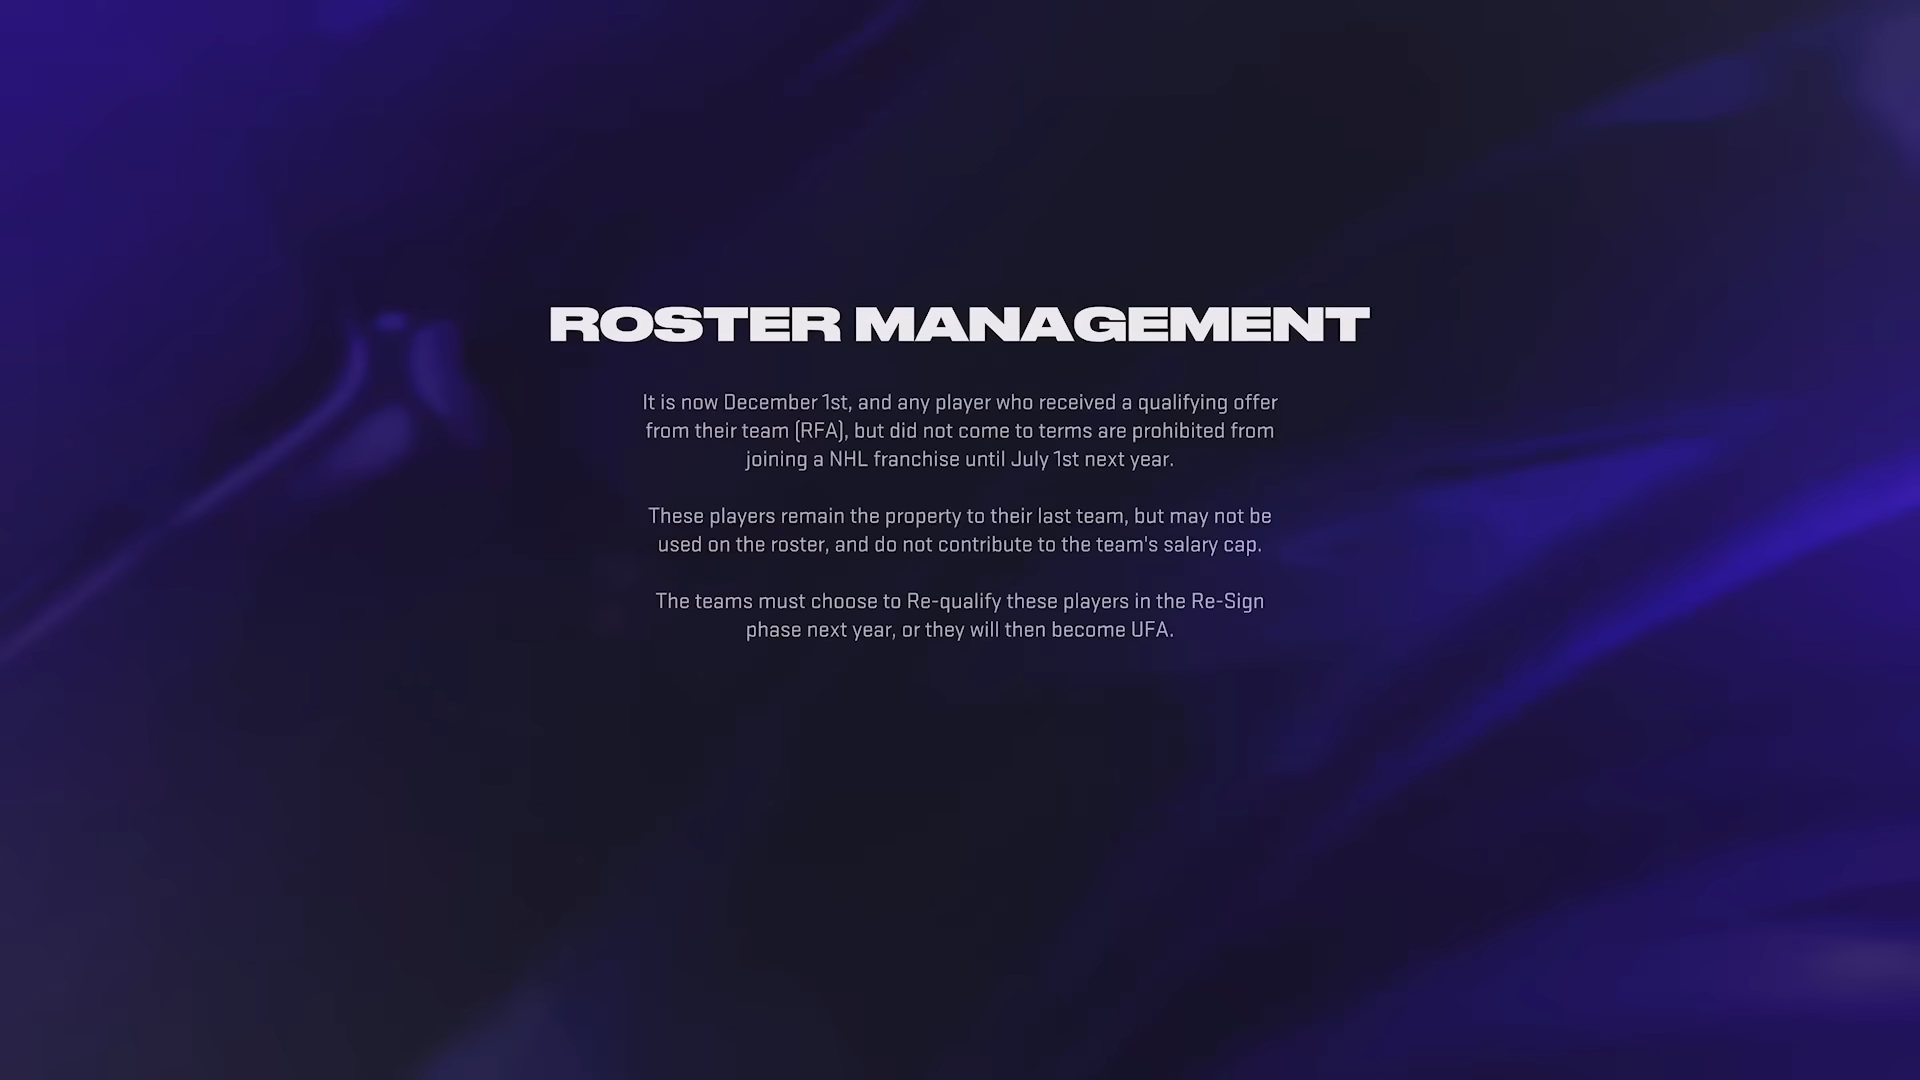 ROSTER MANAGEMENT
It is now December 1st, and any player who received a qualifying offer
from their team (RFA), but did not come to terms are prohibited from
joining a NHL franchise until July 1st next year.
These players remain the property to their last team, but may not be
used on the roster, and do not contribute to the team's salary cap.
The teams must choose to Re-qualify these players in the Re-Sign
phase next year, or they will then become UFA.